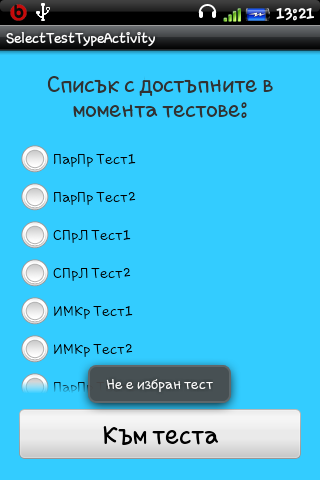 13:21
SelectTestTypeActivity
Списък с достъпните в
момента тестове:
ПарПр Тест1
ПарПр Тест2
СПрЛ Тест1
СПрЛ Тест2
ИМКр Тест1
ИМКр Тест2
ПарПр
Не е избран тест
Към теста